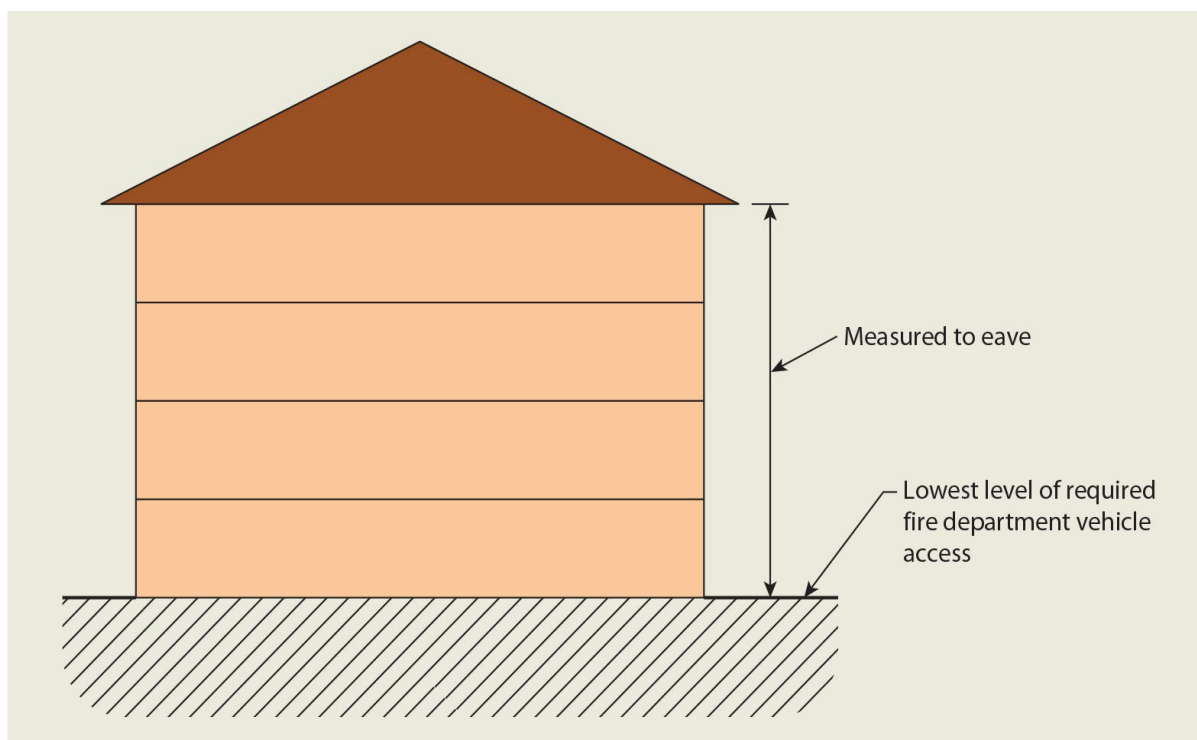 Measured to eave
Lowest level of required
fire department vehicle
access